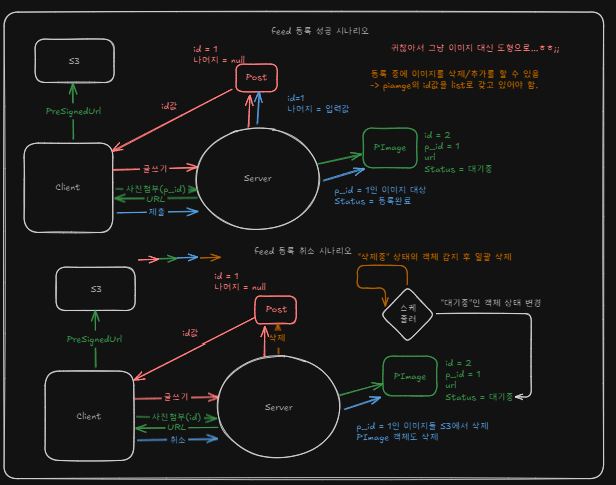 feed 등록 성공 시나리오
귀찮아서 그냥 이미지 대신 도형으로...ㅎㅎ;;
등록 중에 이미지를 삭제/추가를 할 수 있음
-> piamge의 id값을 list로 갖고 있어야 함.
S3
id = 1
나머지 = null
Post
id값
id=1
나머지 = 입력값
PreSignedUrl
Client
글쓰기
사진첨부(p_id)
URL
제출
Server
PImage
id = 2
p_id = 1
url
Status = 대기중
p_id = 1인 이미지 대상
Status = 등록완료
feed 등록 취소 시나리오
"삭제중" 상태의 객체 감지 후 일괄 삭제
S3
id = 1
나머지 = null
Post
삭제
id값
스케
줄러
"대기중"인 객체 상태 변경
PreSignedUrl
Client
글쓰기
사진첨부(id)
URL
취소
Server
PImage
id = 2
p_id = 1
url
Status = 대기중
p_id = 1인 이미지들 S3에서 삭제
PImage 객체도 삭제